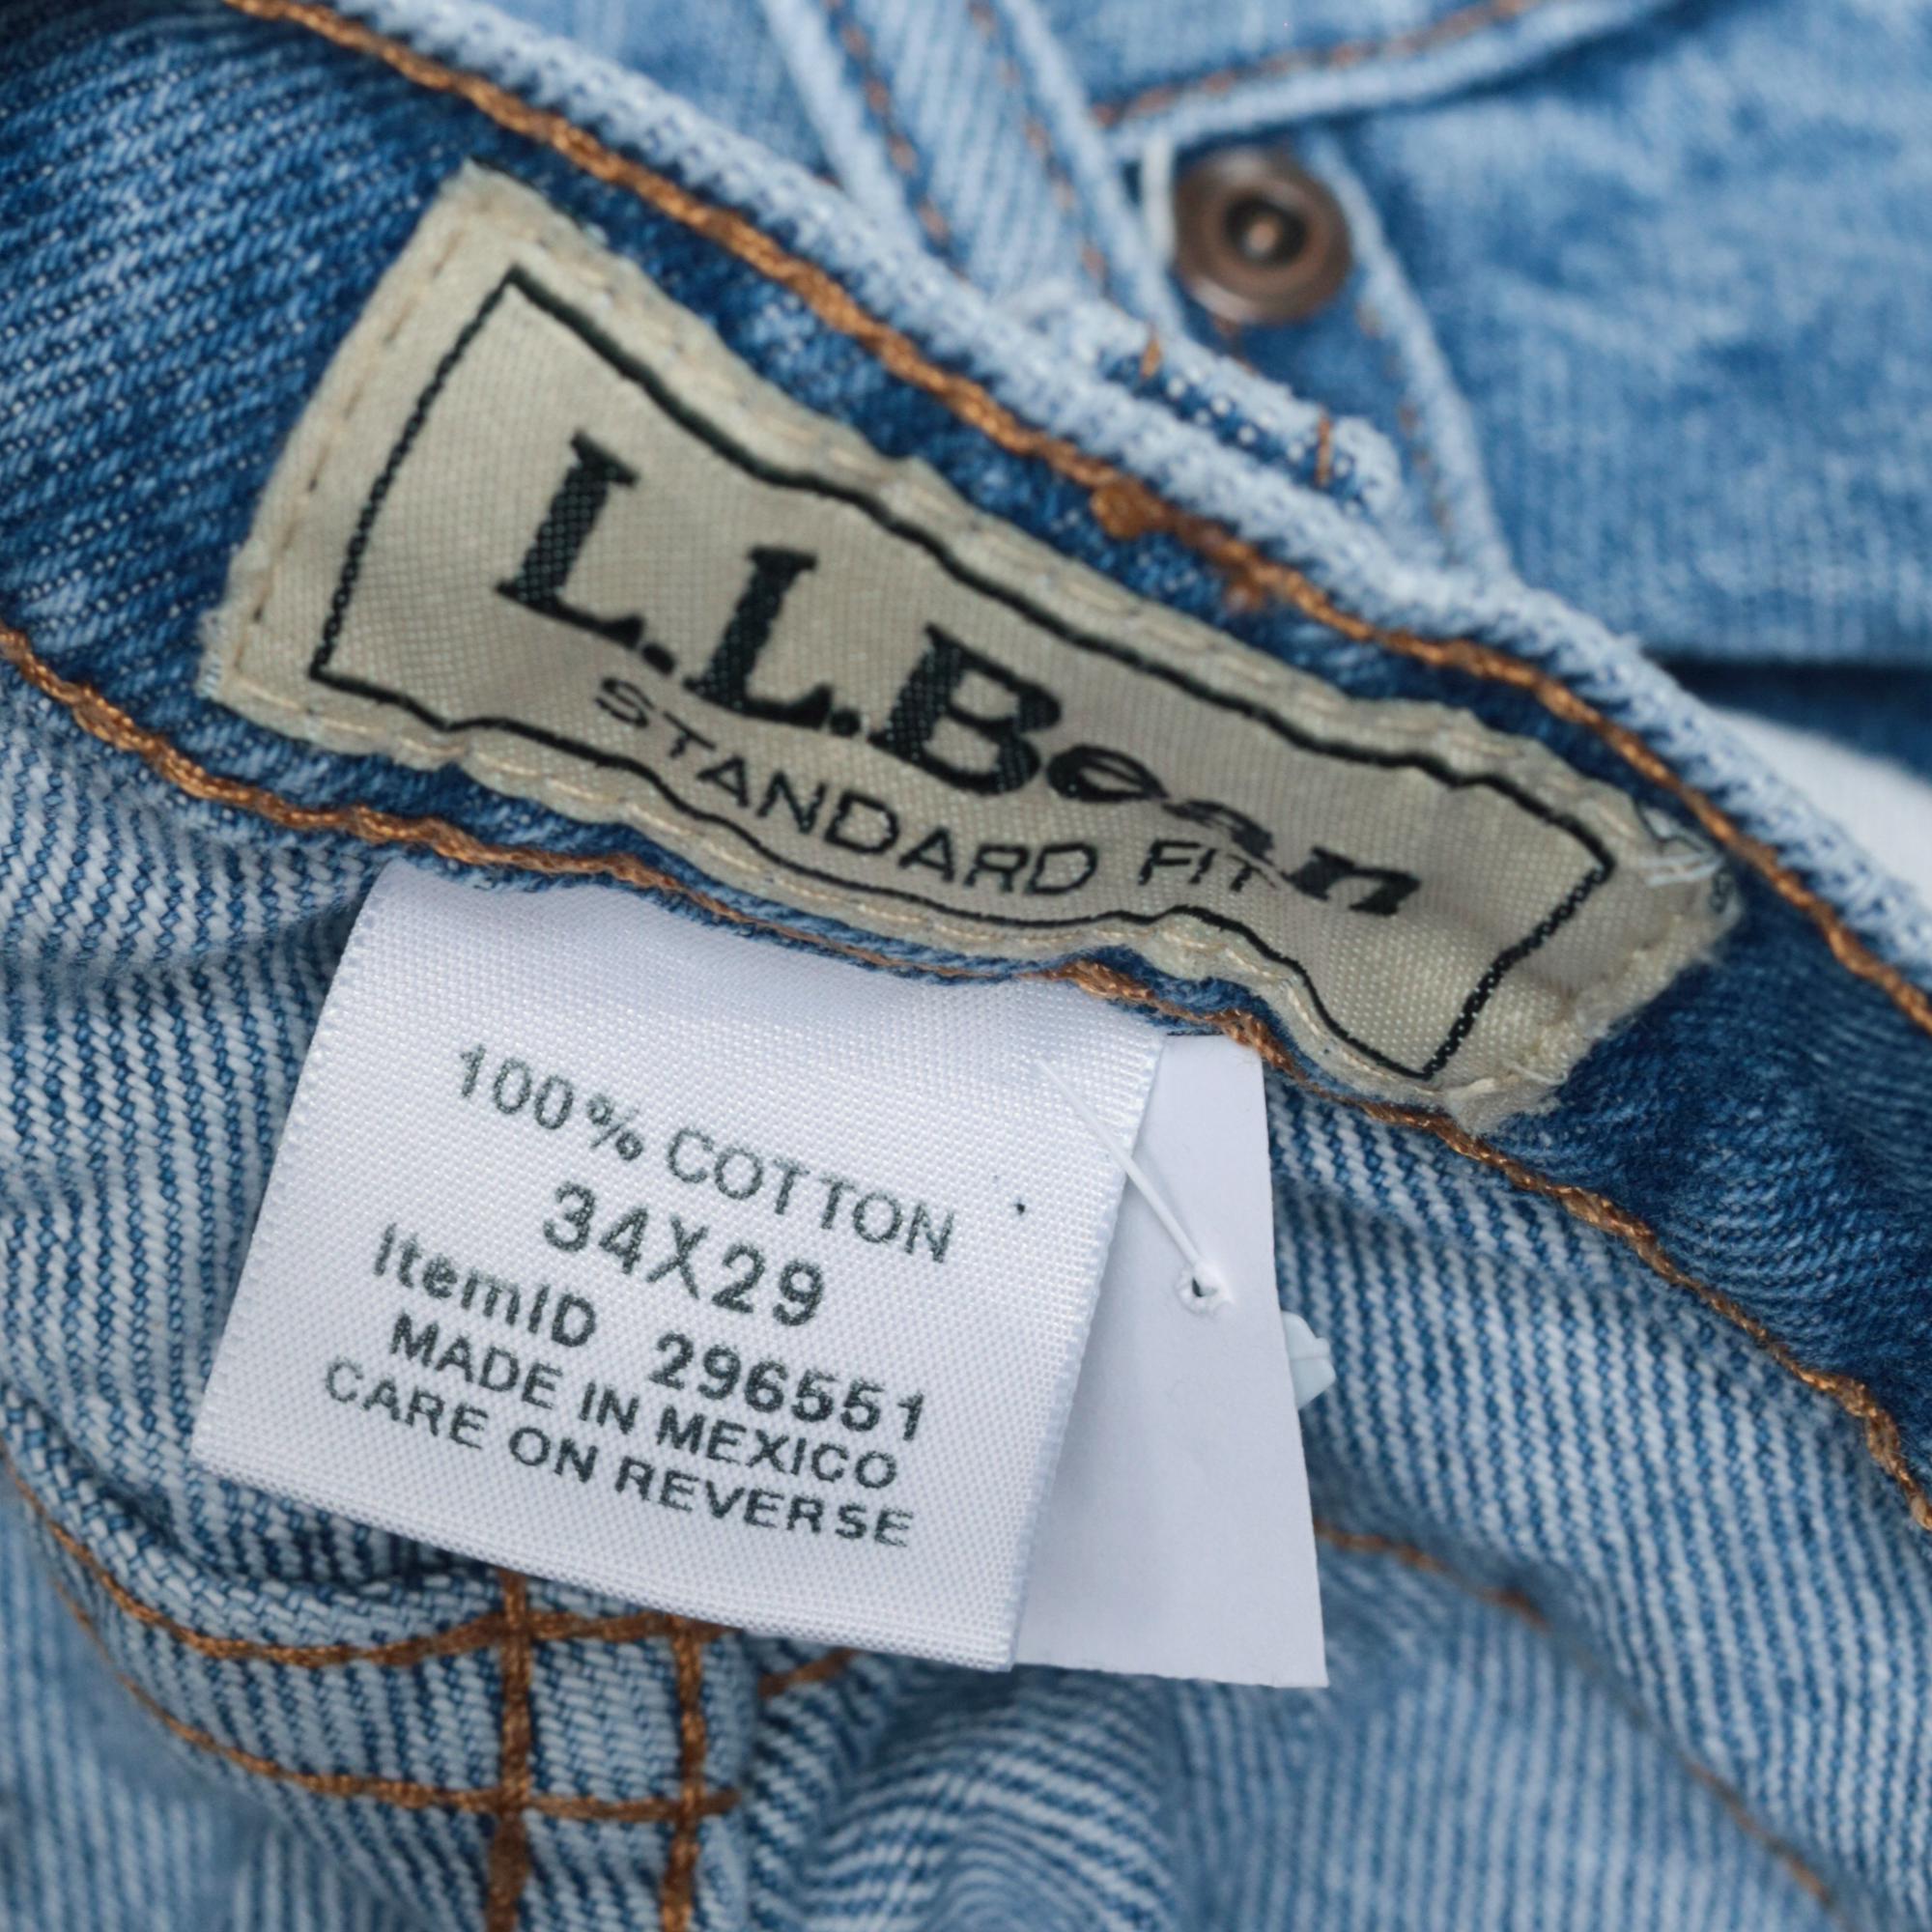 L.L.Bean
STANDARD FIT
100% COTTON
34X29
ItemID 296551
MADE IN MEXICO
CARE ON REVERSE